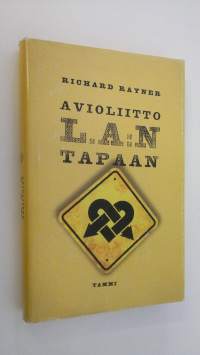 RICHARD RAYNER
AVIOLIITTO
L.A:N
TAPAAN
TAMMI